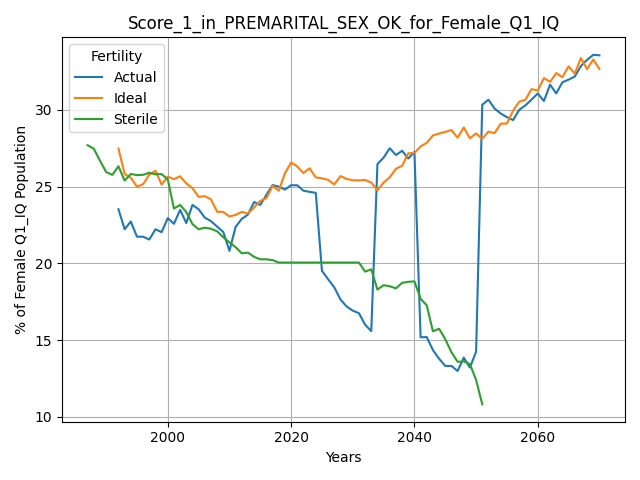 Score_1_in_PREMARITAL_SEX_OK_for_Female_Q1_IQ
Fertility
Actual
Ideal
Sterile
% of Female Q1_IQ Population
30
25
20
15
10
2000
2020
2040
2060
Years